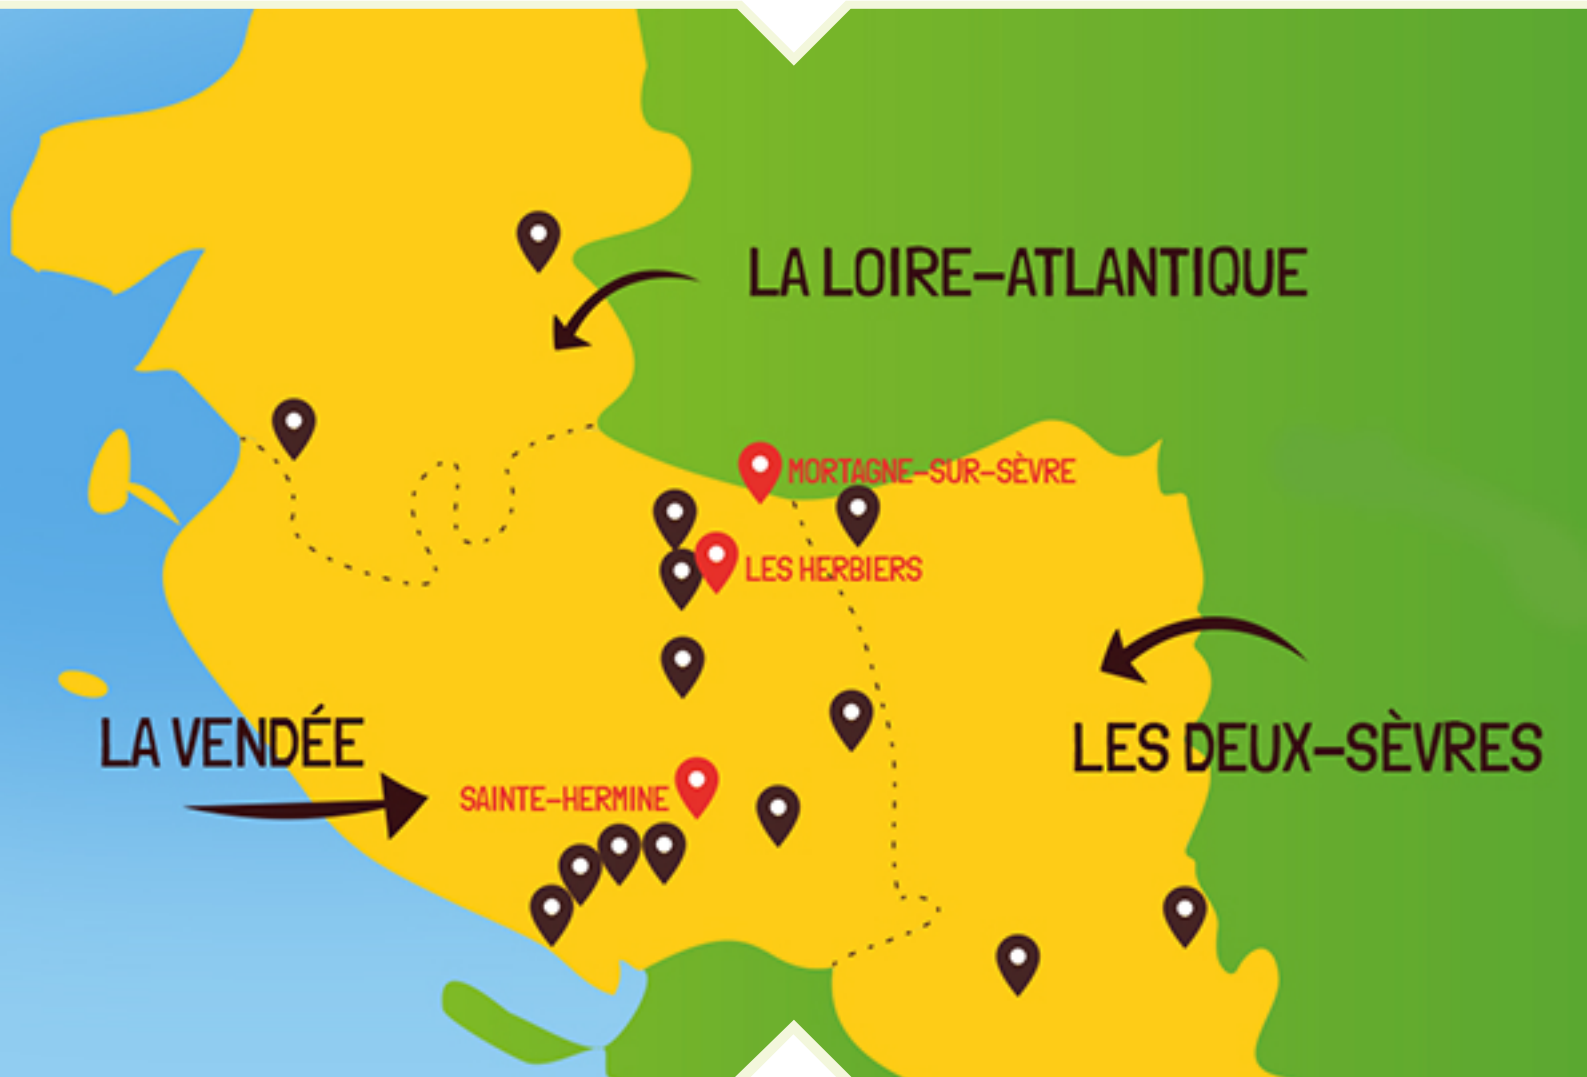 LA LOIRE–ATLANTIQUE
MORTAGNE–SUR–SÈVRE
LES HERBIERS
LA VENDÉE
LES DEUX–SÈVRES
SAINTE–HERMINE